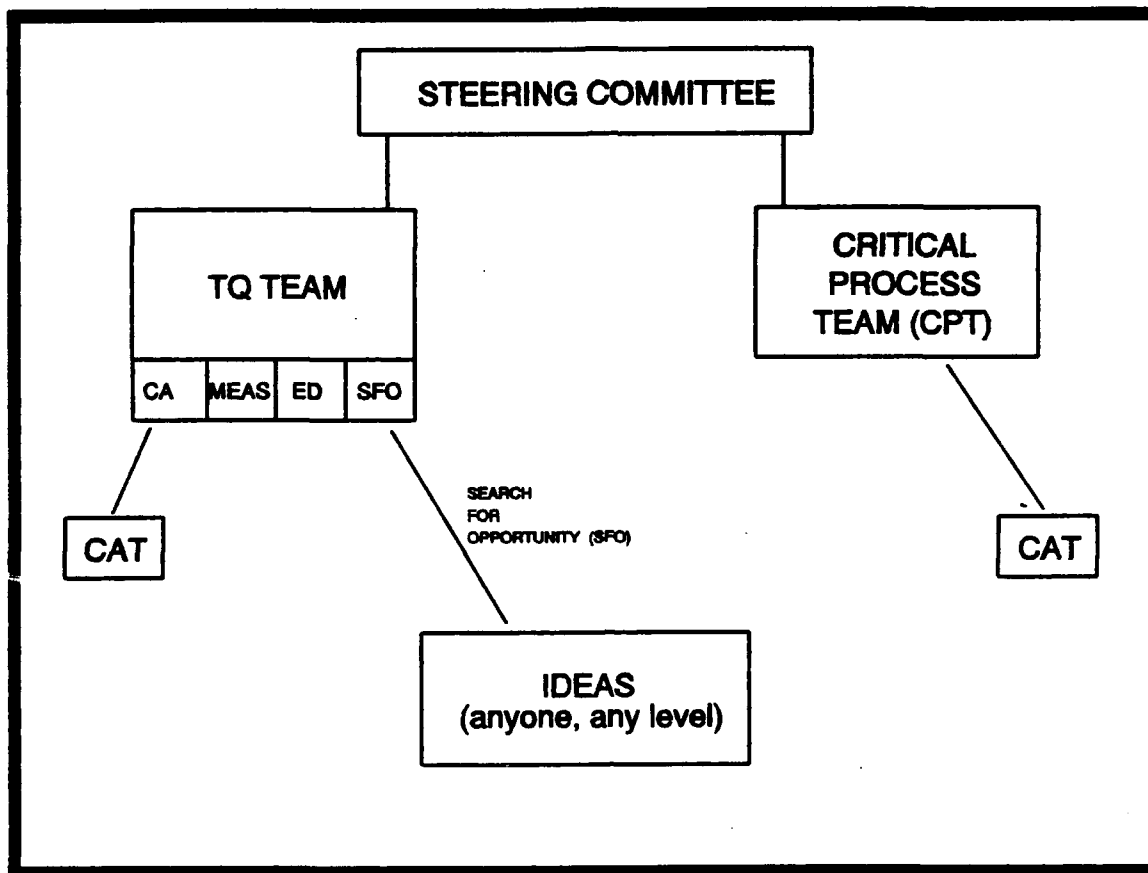 STEERING COMMITTEE
TQ TEAM
CA
MEAS
ED
SFO
CRITICAL
PROCESS
TEAM (CPT)
SEARCH
FOR
OPPORTUNITY (SFO)
CAT
CAT
IDEAS
(anyone, any level)